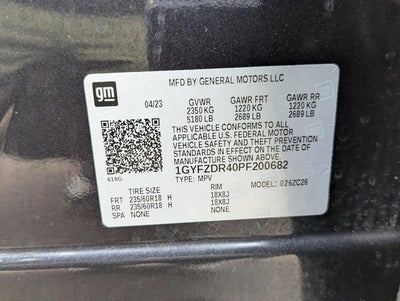 gm
MFD BY GENERAL MOTORS LLC
04/23 GVWR GAWR FRT GAWR RR
2350 KG 1220 KG 1220 KG
5180 LB 2689 LB 2689 LB
THIS VEHICLE CONFORMS TO ALL
APPLICABLE U.S. FEDERAL MOTOR
VEHICLE SAFETY AND THEFT
PREVENTION STANDARDS IN EFFECT
ON THE DATE OF
MANUFACTURE SHOWN ABOVE.
1GYFZDR40PF200682
618G TYPE: MPV MODEL: 0Z6ZC26
TIRE SIZE RIM
FRT 235/60R18 H 18X8J
RR 235/60R18 H 18X8J
SPA NONE NONE